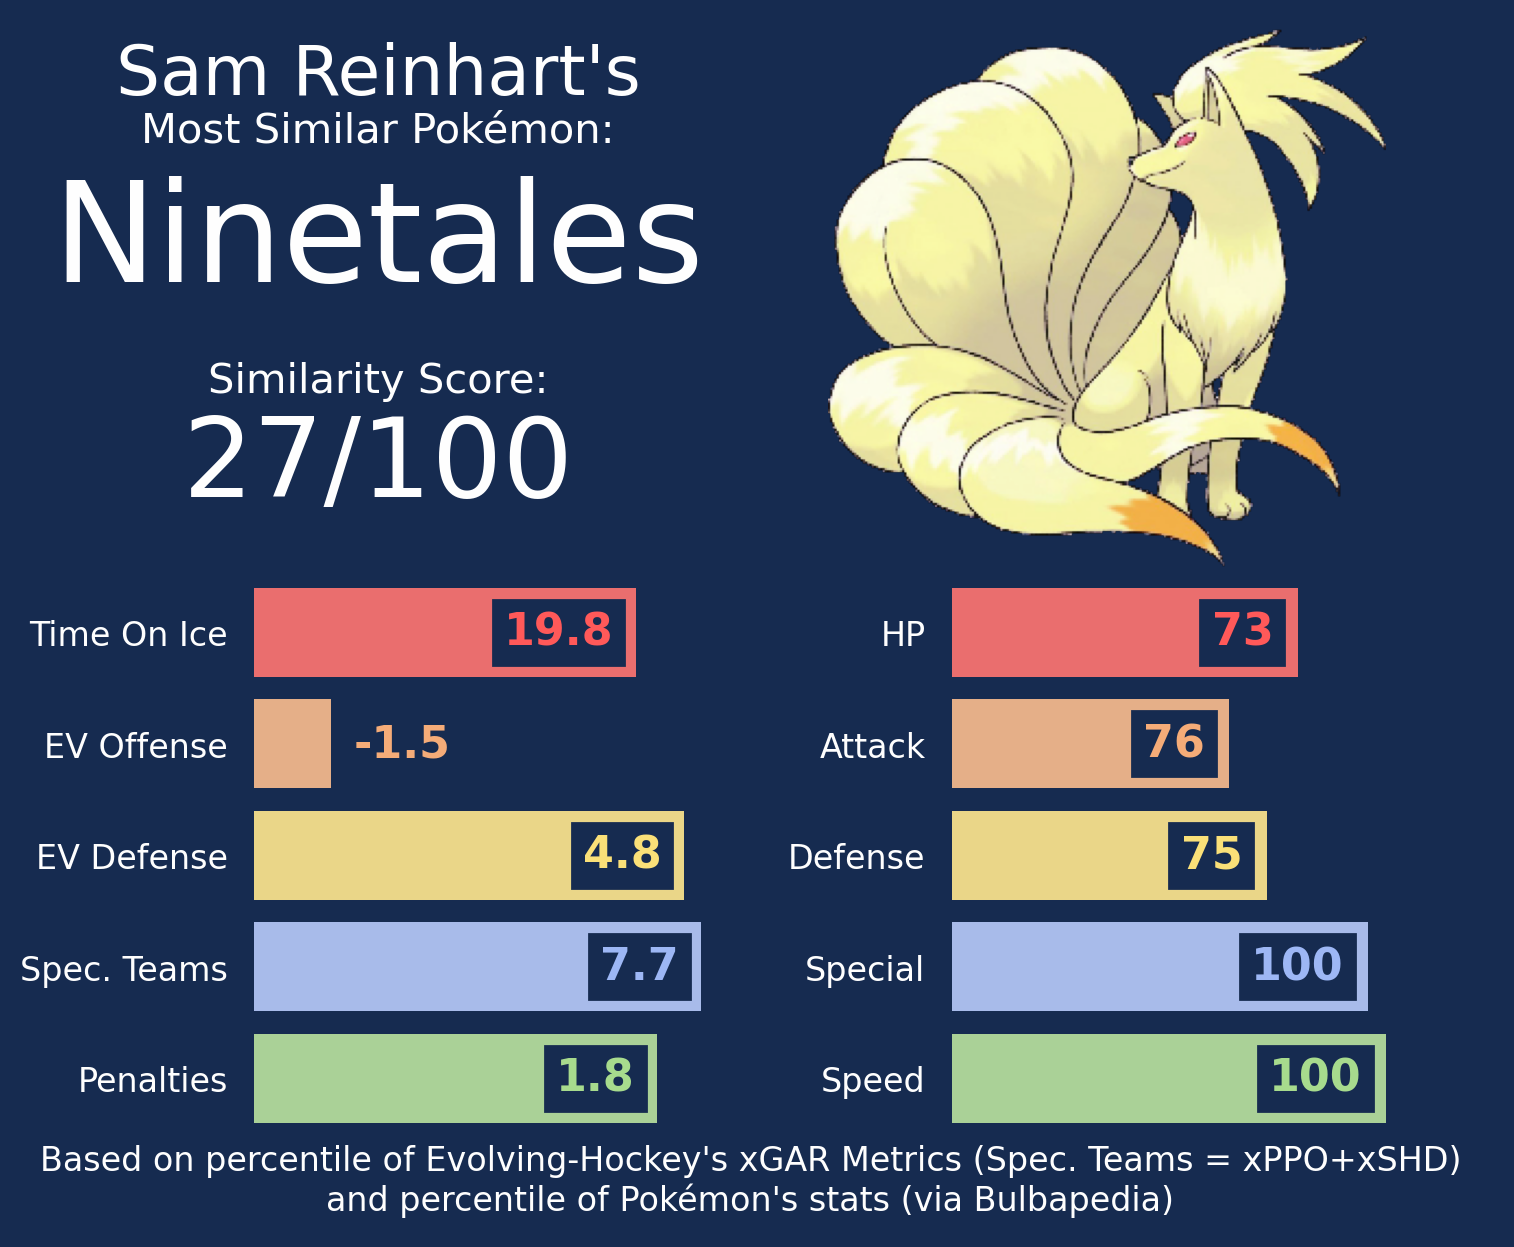 Sam Reinhart's
Most Similar Pokémon:
Ninetales
Similarity Score:
27/100
Time On Ice 19.8
EV Offense -1.5
EV Defense 4.8
Spec. Teams 7.7
Penalties 1.8
HP 73
Attack 76
Defense 75
Special 100
Speed 100
Based on percentile of Evolving-Hockey's xGAR Metrics (Spec. Teams = xPPO+xSHD)
and percentile of Pokémon's stats (via Bulbapedia)